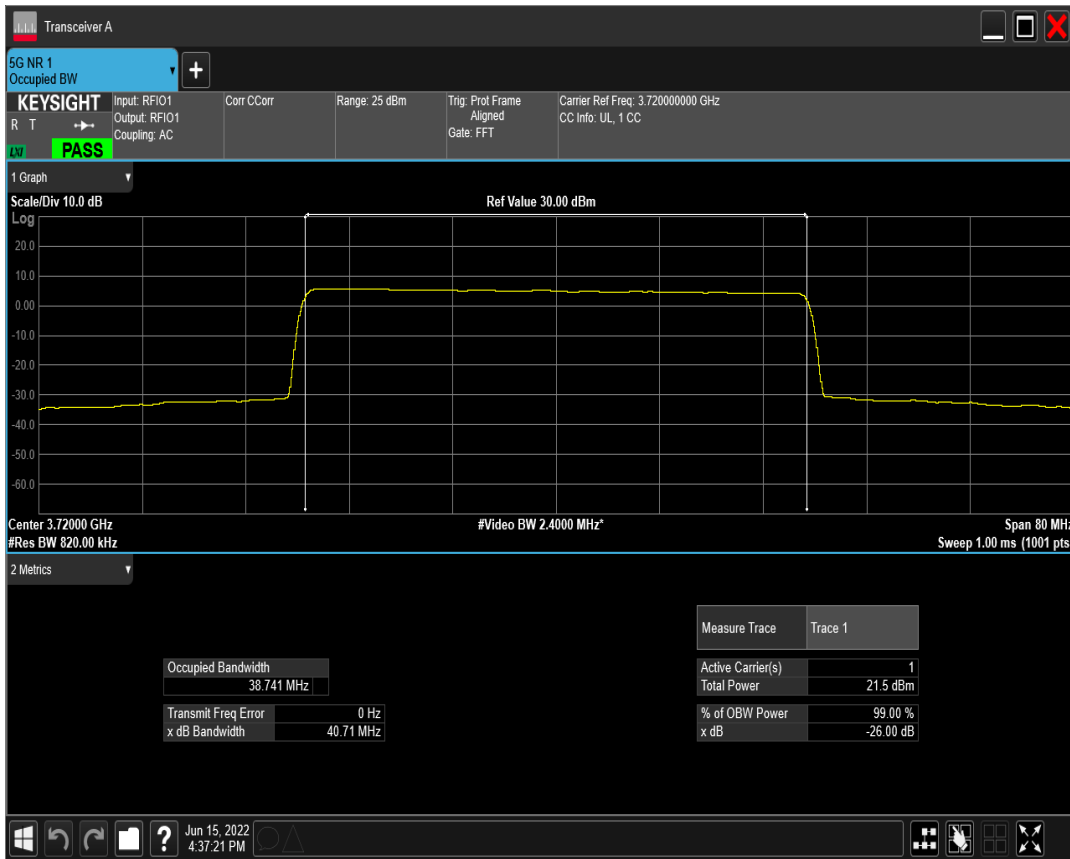 Transceiver A
5G NR 1
Occupied BW
+
KEYSIGHT
R T
LXI
PASS
Input: RFIO1
Output: RFIO1
Coupling: AC
Corr CCorr
Range: 25 dBm
Trig: Prot Frame
Aligned
Gate: FFT
Carrier Ref Freq: 3.720000000 GHz
CC Info: UL, 1 CC
1 Graph
Scale/Div 10.0 dB
Ref Value 30.00 dBm
Log
20.0
10.0
0.00
-10.0
-20.0
-30.0
-40.0
-50.0
-60.0
Center 3.72000 GHz
#Video BW 2.4000 MHz*
Span 80 MHz
#Res BW 820.00 kHz
Sweep 1.00 ms (1001 pts
2 Metrics
Measure Trace Trace 1
Occupied Bandwidth
38.741 MHz
Active Carrier(s) 1
Total Power 21.5 dBm
Transmit Freq Error 0 Hz
x dB Bandwidth 40.71 MHz
% of OBW Power 99.00 %
x dB -26.00 dB
?
Jun 15, 2022
4:37:21 PM